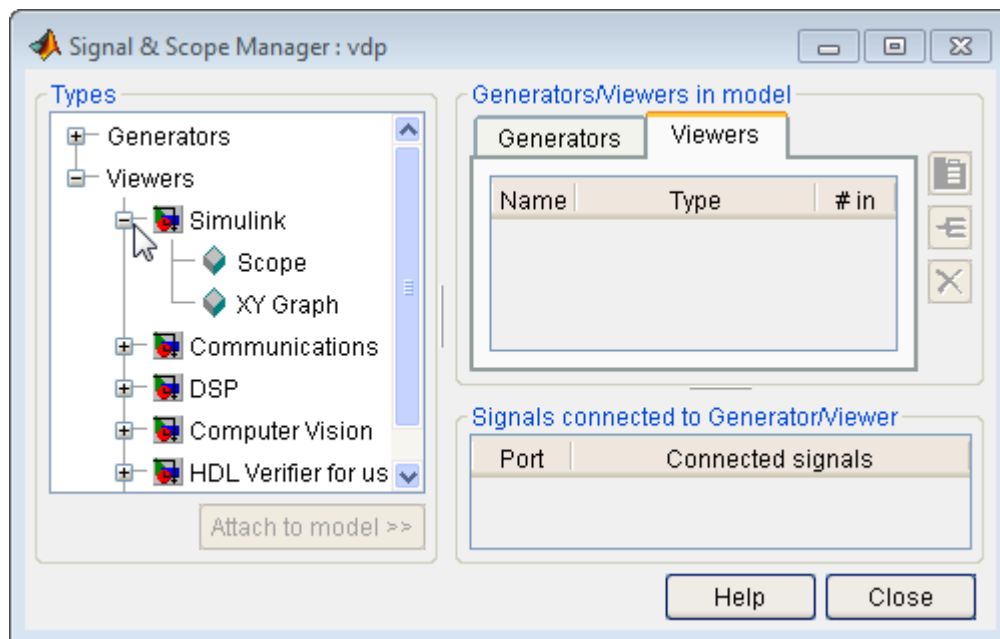 Signal & Scope Manager : vdp
Types
Generators
Viewers
Simulink
Scope
XY Graph
Communications
DSP
Computer Vision
HDL Verifier for us
Attach to model >>
Generators/Viewers in model
Generators Viewers
Name Type # in
Signals connected to Generator/Viewer
Port Connected signals
Help Close